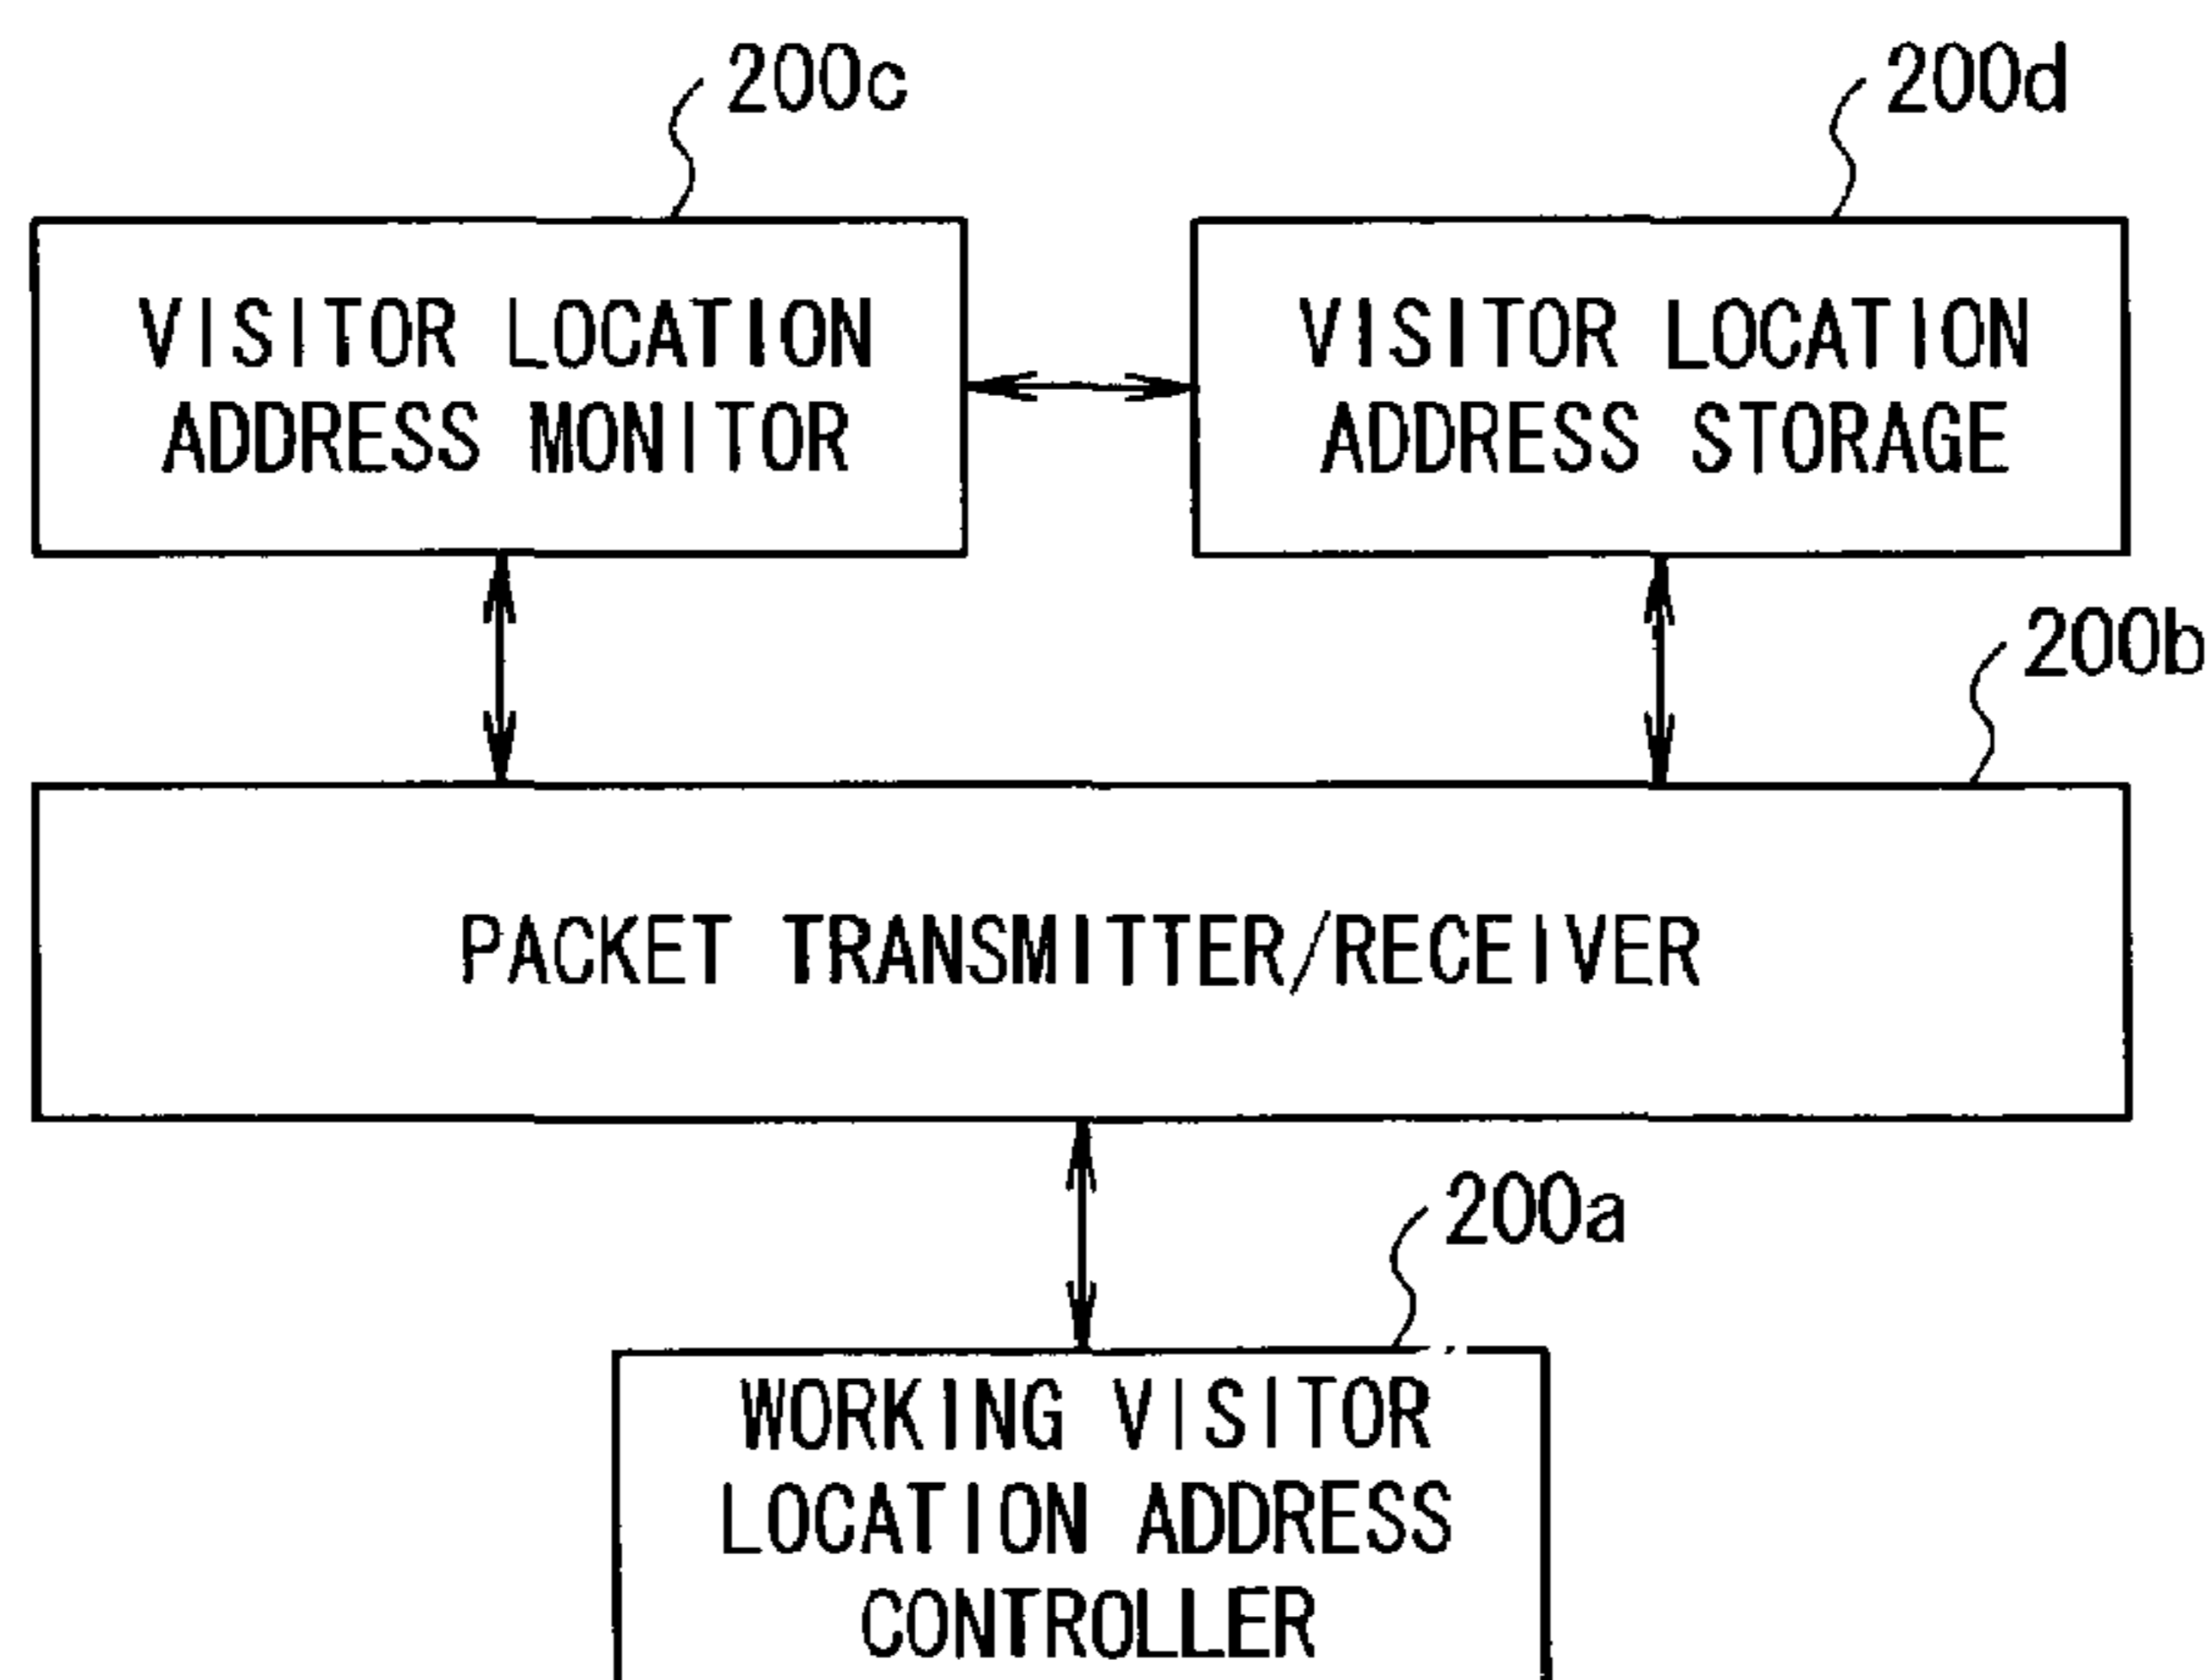 200c
200d
VISITOR LOCATION
ADDRESS MONITOR
VISITOR LOCATION
ADDRESS STORAGE
200b
PACKET TRANSMITTER/RECEIVER
200a
WORKING VISITOR
LOCATION ADDRESS
CONTROLLER